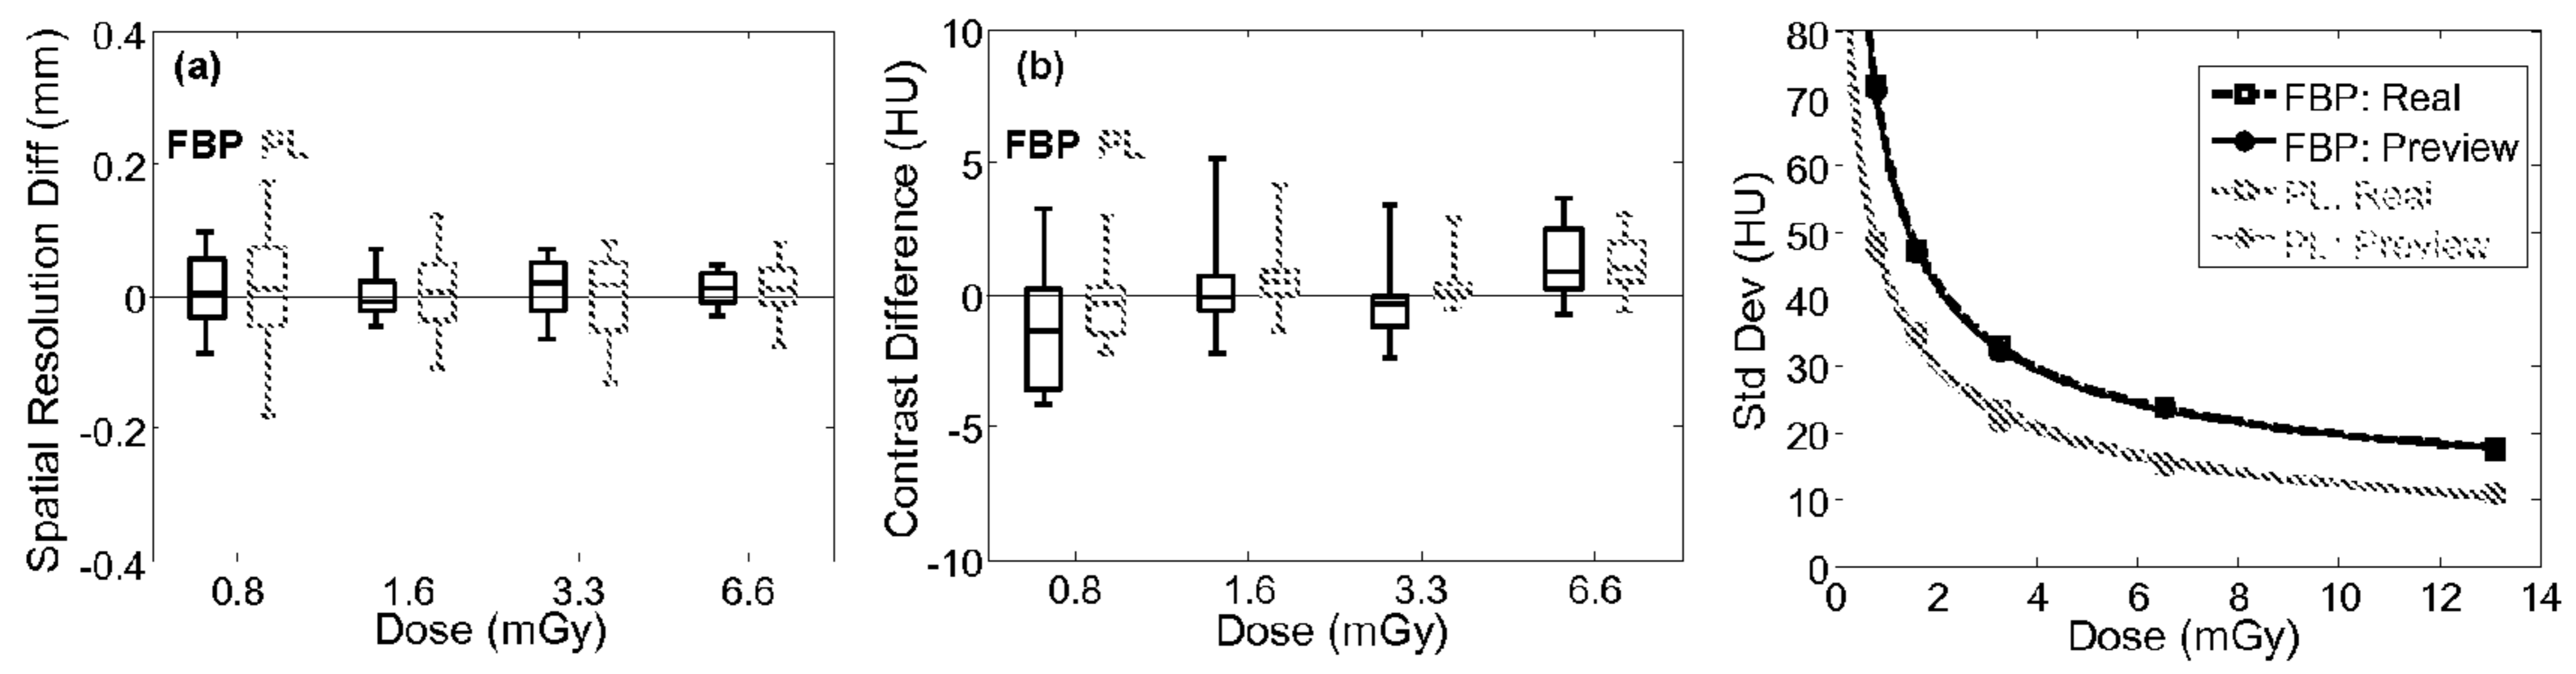 Spatial Resolution Diff (mm)
0.4
0.2
0
-0.2
-0.4
(a)
FBP PL
0.8 1.6 3.3 6.6
Dose (mGy)
Contrast Difference (HU)
10
5
0
-5
-10
(b)
FBP PL
0.8 1.6 3.3 6.6
Dose (mGy)
Std Dev (HU)
80
70
60
50
40
30
20
10
0
FBP: Real
FBP: Preview
PL: Real
PL: Preview
0 2 4 6 8 10 12 14
Dose (mGy)